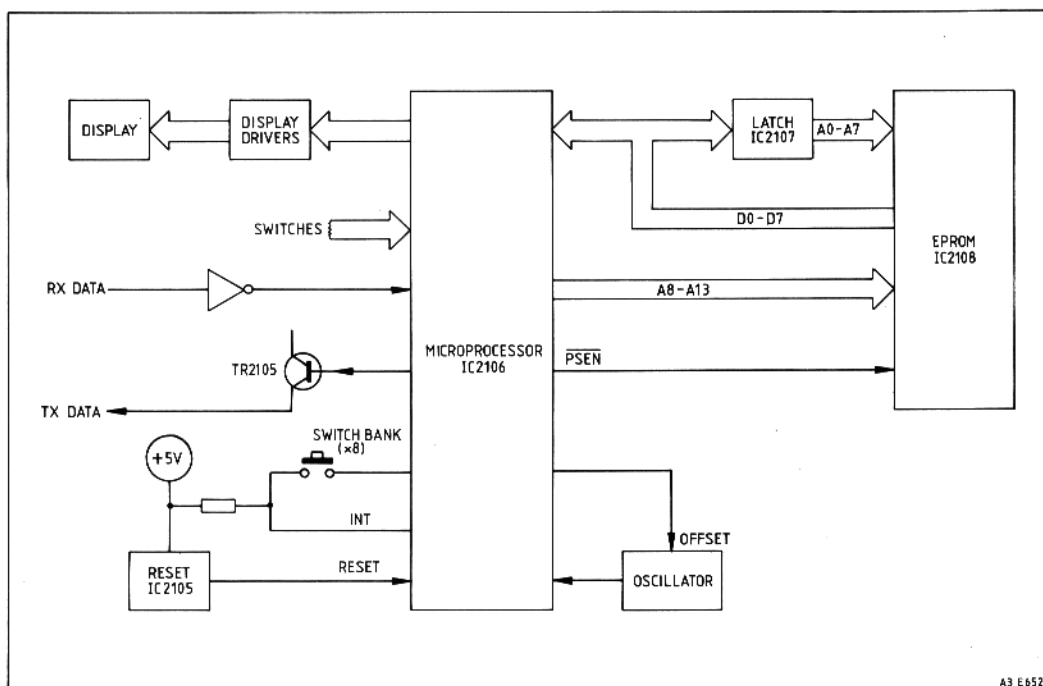 DISPLAY
DISPLAY
DRIVERS
LATCH
IC2107
A0-A7
D0-D7
SWITCHES
EPROM
IC2108
RX DATA
A8-A13
MICROPROCESSOR
IC2106
PSEN
TR2105
TX DATA
SWITCH BANK
(×8)
+5V
INT
OFFSET
RESET
IC2105
RESET
OSCILLATOR
A3 E652